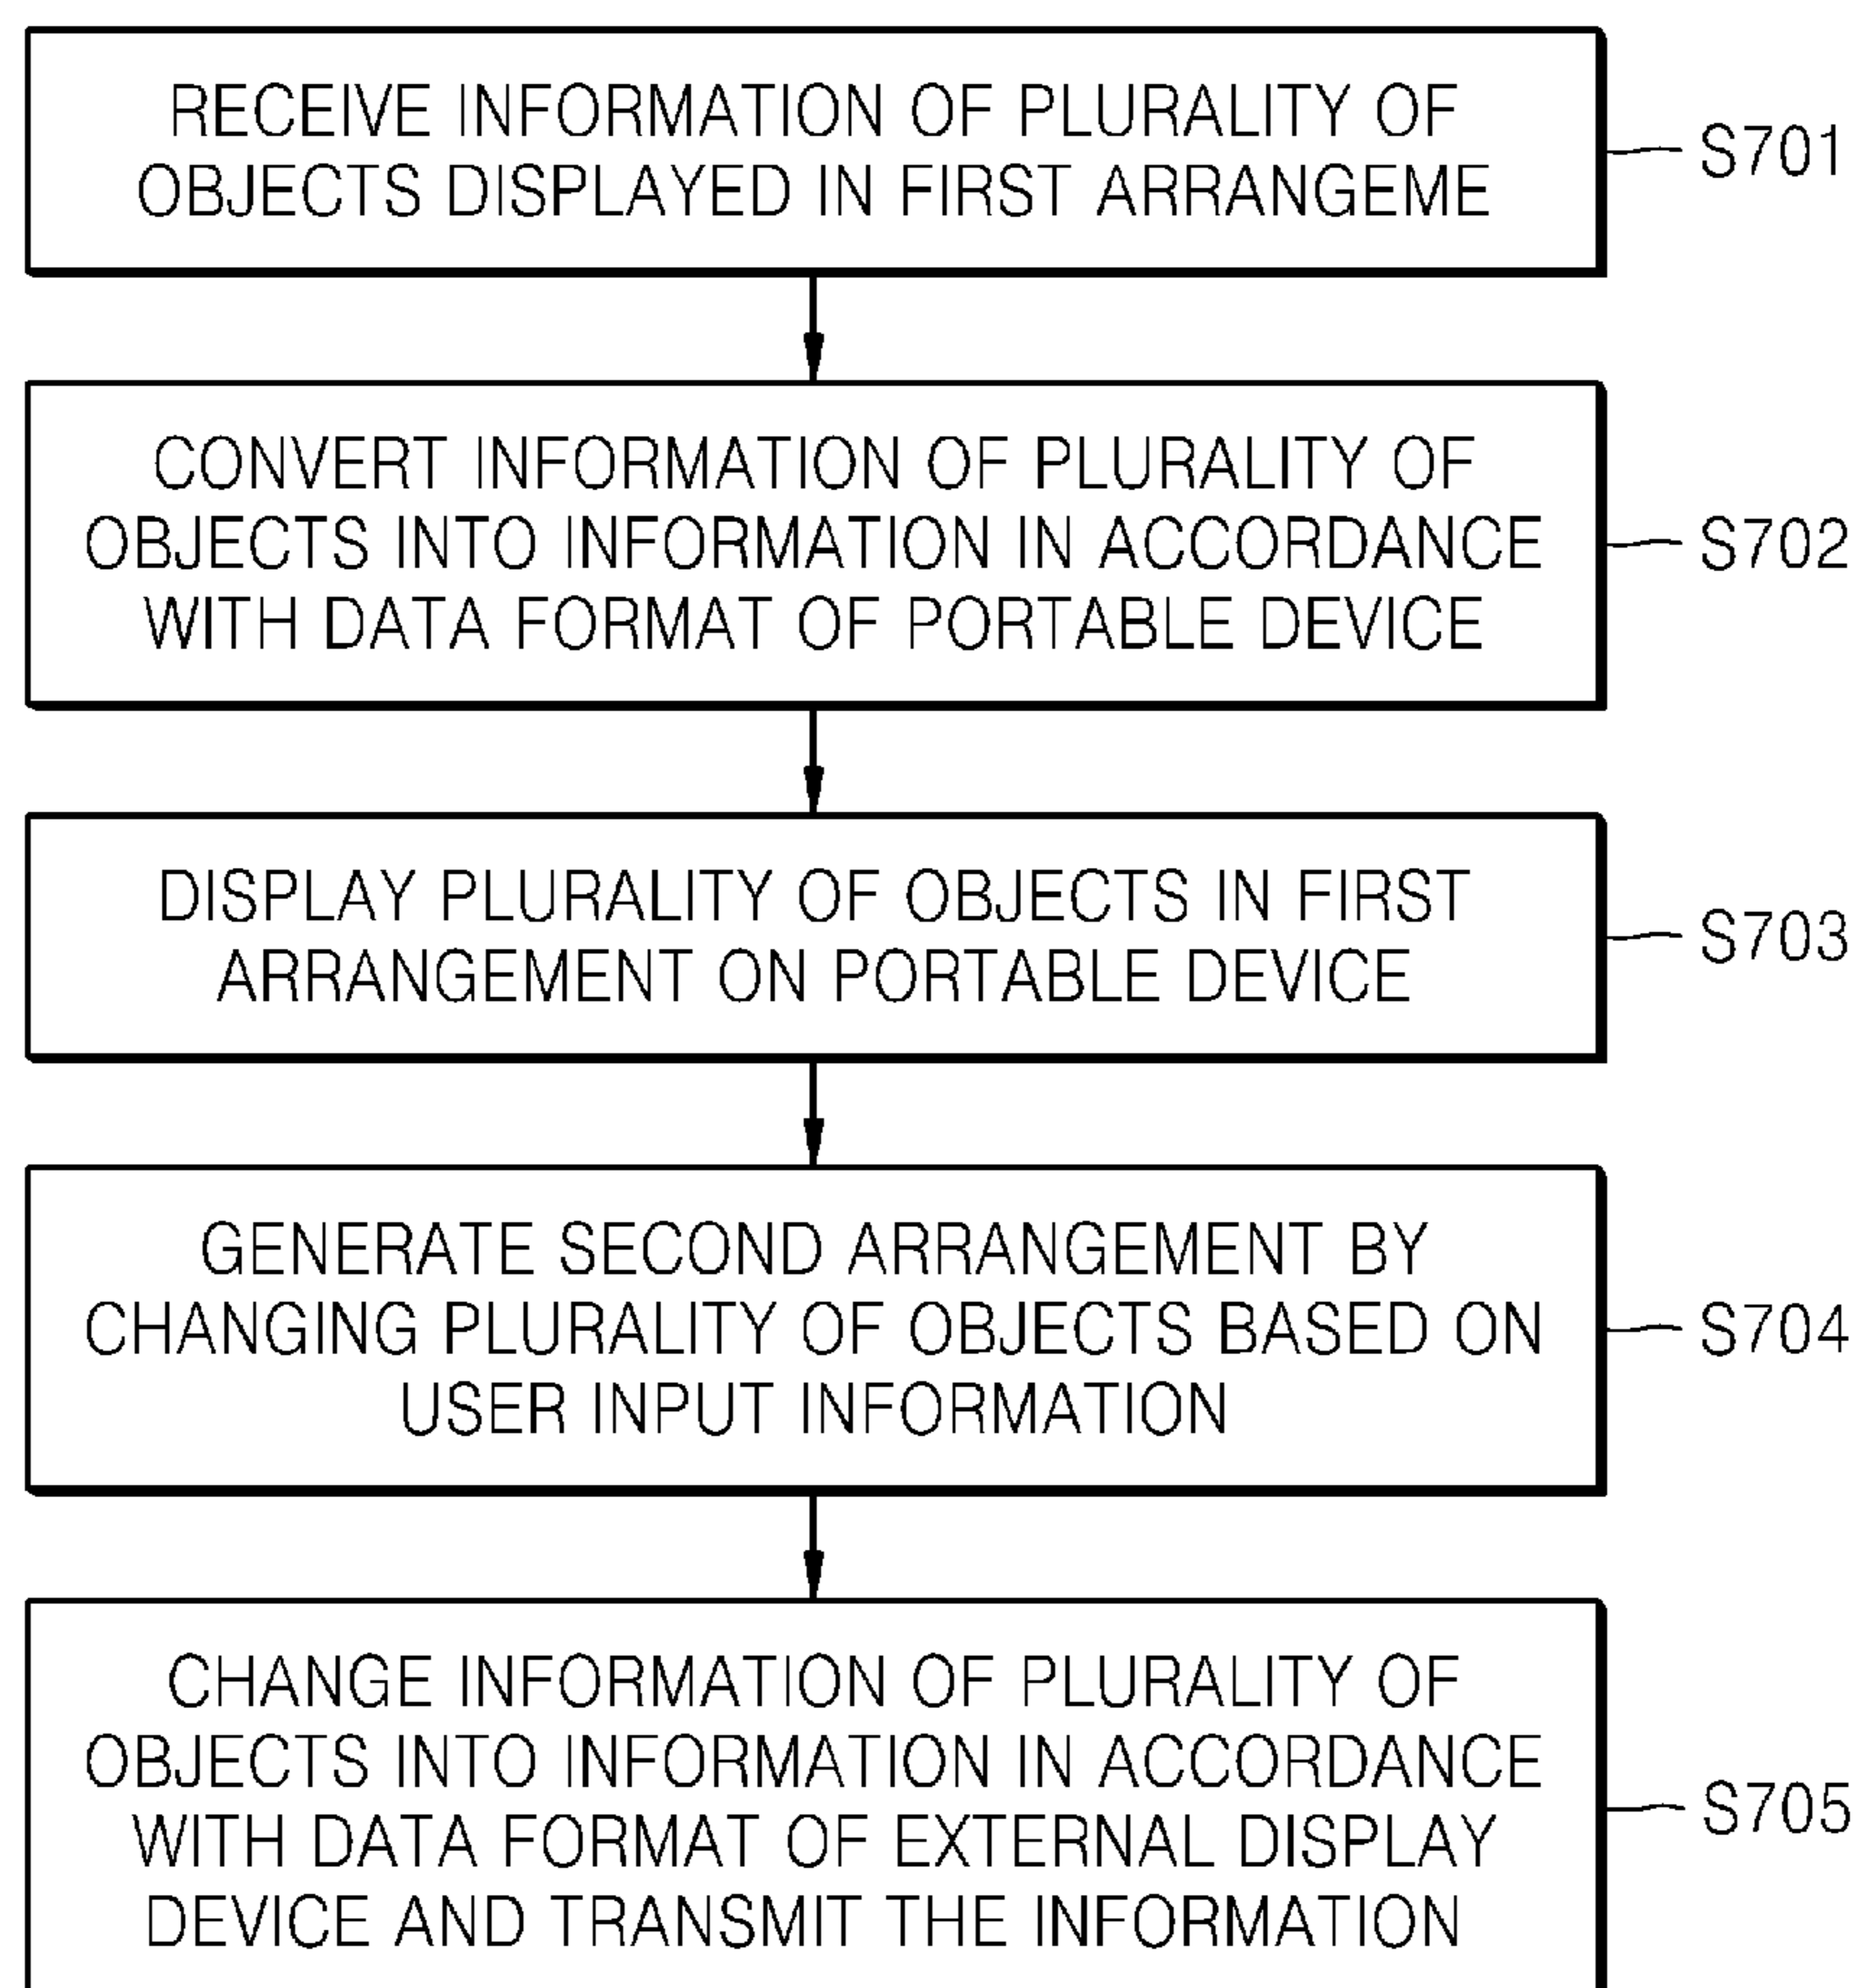 RECEIVE INFORMATION OF PLURALITY OF
OBJECTS DISPLAYED IN FIRST ARRANGEME
S701
CONVERT INFORMATION OF PLURALITY OF
OBJECTS INTO INFORMATION IN ACCORDANCE
WITH DATA FORMAT OF PORTABLE DEVICE
S702
DISPLAY PLURALITY OF OBJECTS IN FIRST
ARRANGEMENT ON PORTABLE DEVICE
S703
GENERATE SECOND ARRANGEMENT BY
CHANGING PLURALITY OF OBJECTS BASED ON
USER INPUT INFORMATION
S704
CHANGE INFORMATION OF PLURALITY OF
OBJECTS INTO INFORMATION IN ACCORDANCE
WITH DATA FORMAT OF EXTERNAL DISPLAY
DEVICE AND TRANSMIT THE INFORMATION
S705